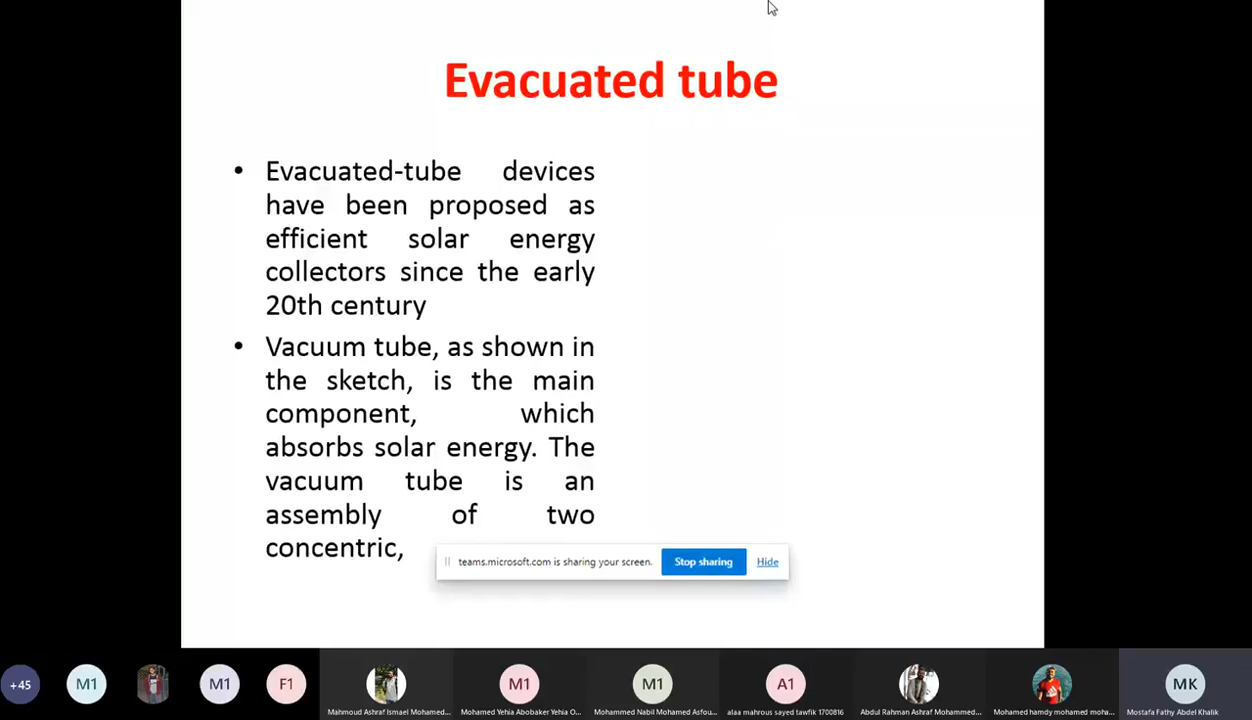 Evacuated tube
• Evacuated-tube devices
have been proposed as
efficient solar energy
collectors since the early
20th century
• Vacuum tube, as shown in
the sketch, is the main
component, which
absorbs solar energy. The
vacuum tube is an
assembly of two
concentric,
teams.microsoft.com is sharing your screen. Stop sharing Hide
+45 M1 M1 F1 M1 M1 A1 MK
Mahmoud Ashraf Ismael Mohamed... Mohamed Yehia Abobaker Yehia O... Mohammed Nabil Mohamed Asfou... alaa mahrous sayed tawfik 1700816 Abdul Rahman Ashraf Mohammed... Mohamed hamdy mohamed moha... Mostafa Fathy Abdel Khalik